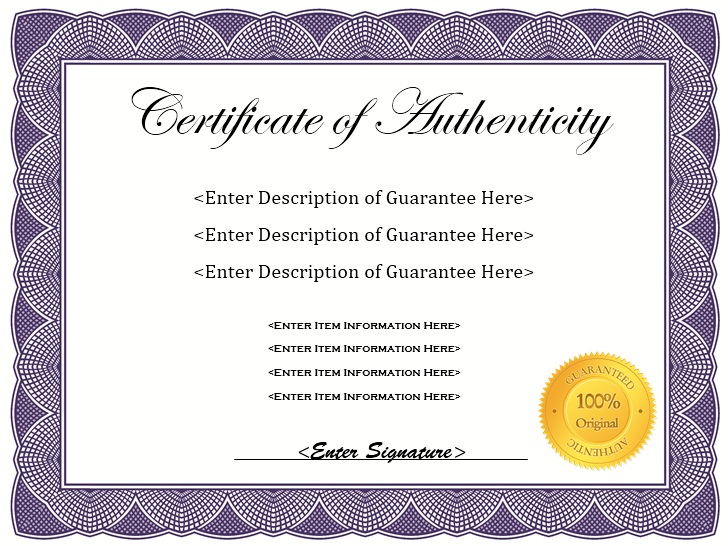 Certificate of Authenticity
<Enter Description of Guarantee Here>
<Enter Description of Guarantee Here>
<Enter Description of Guarantee Here>
<Enter Item Information Here>
<Enter Item Information Here>
<Enter Item Information Here>
<Enter Item Information Here>
GUARANTEED
100%
Original
AUTHENTIC
<Enter Signature>